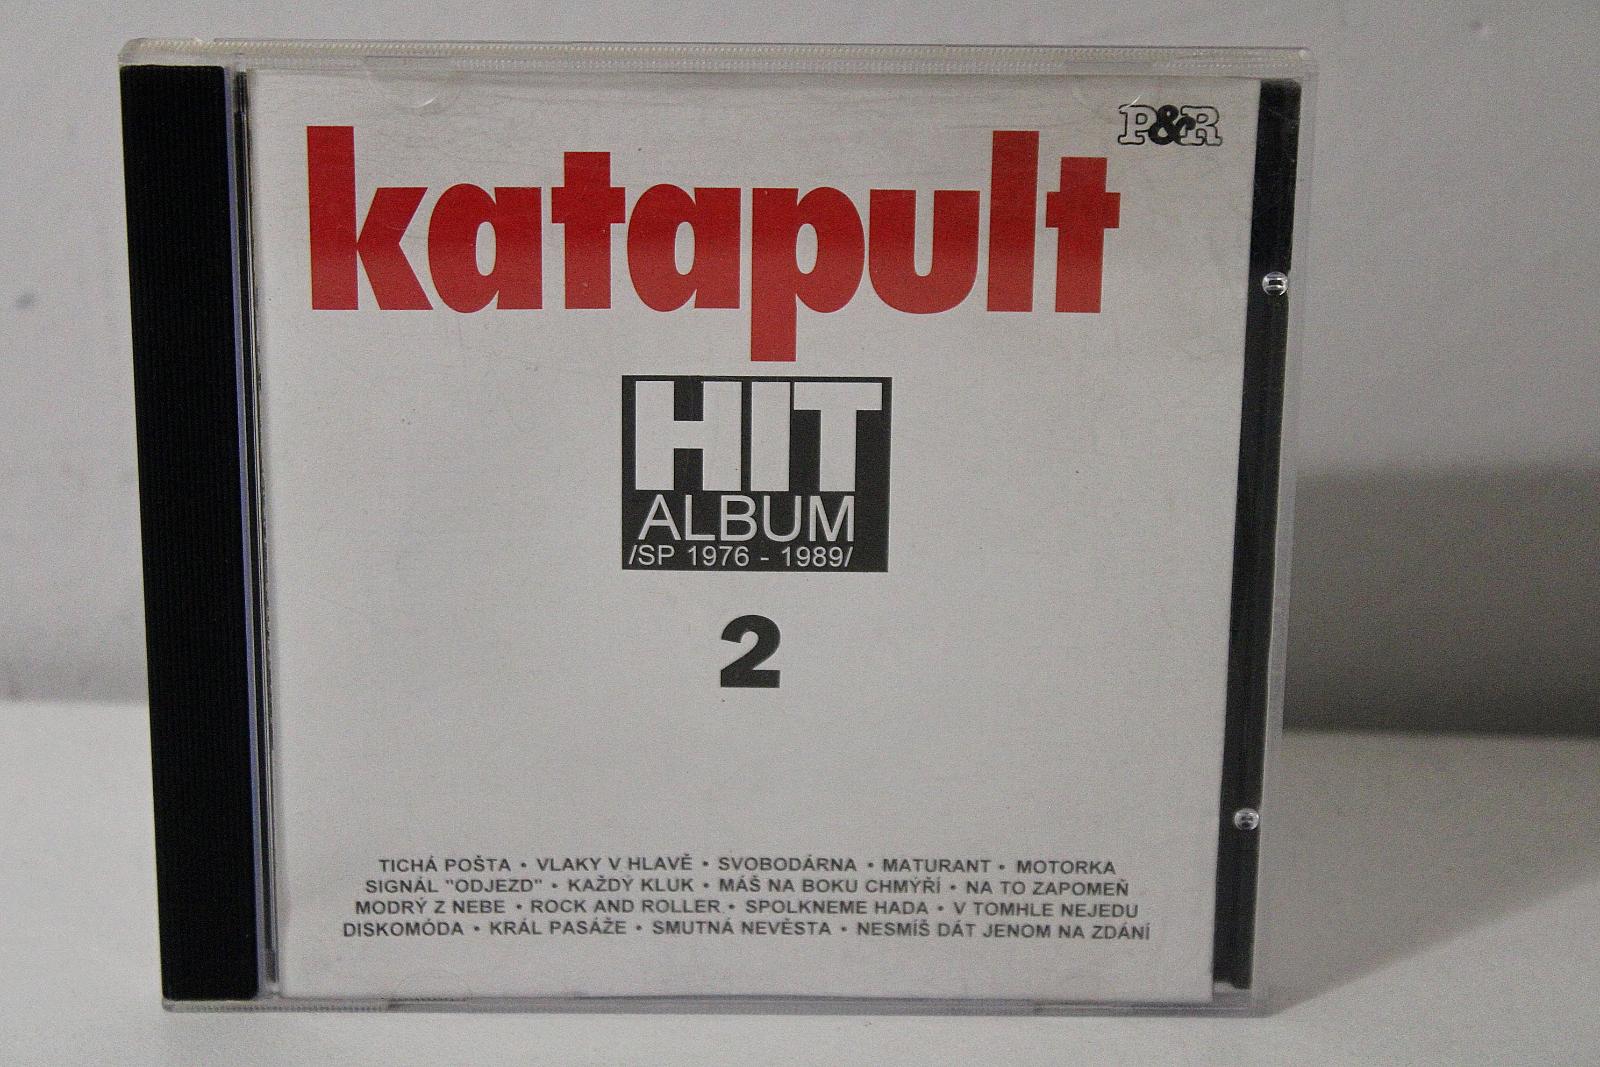 P&R
katapult
HIT
ALBUM
/SP 1976 - 1989/
2
TICHÁ POŠTA • VLAKY V HLAVĚ • SVOBODÁRNA • MATURANT • MOTORKA
SIGNÁL "ODJEZD" • KAŽDÝ KLUK • MÁŠ NA BOKU CHMÝŘÍ • NA TO ZAPOMEŇ
MODRÝ Z NEBE • ROCK AND ROLLER • SPOLKNEME HADA • V TOMHLE NEJEDU
DISKOMÓDA • KRÁL PASÁŽE • SMUTNÁ NEVĚSTA • NESMÍŠ DÁT JENOM NA ZDÁNÍ